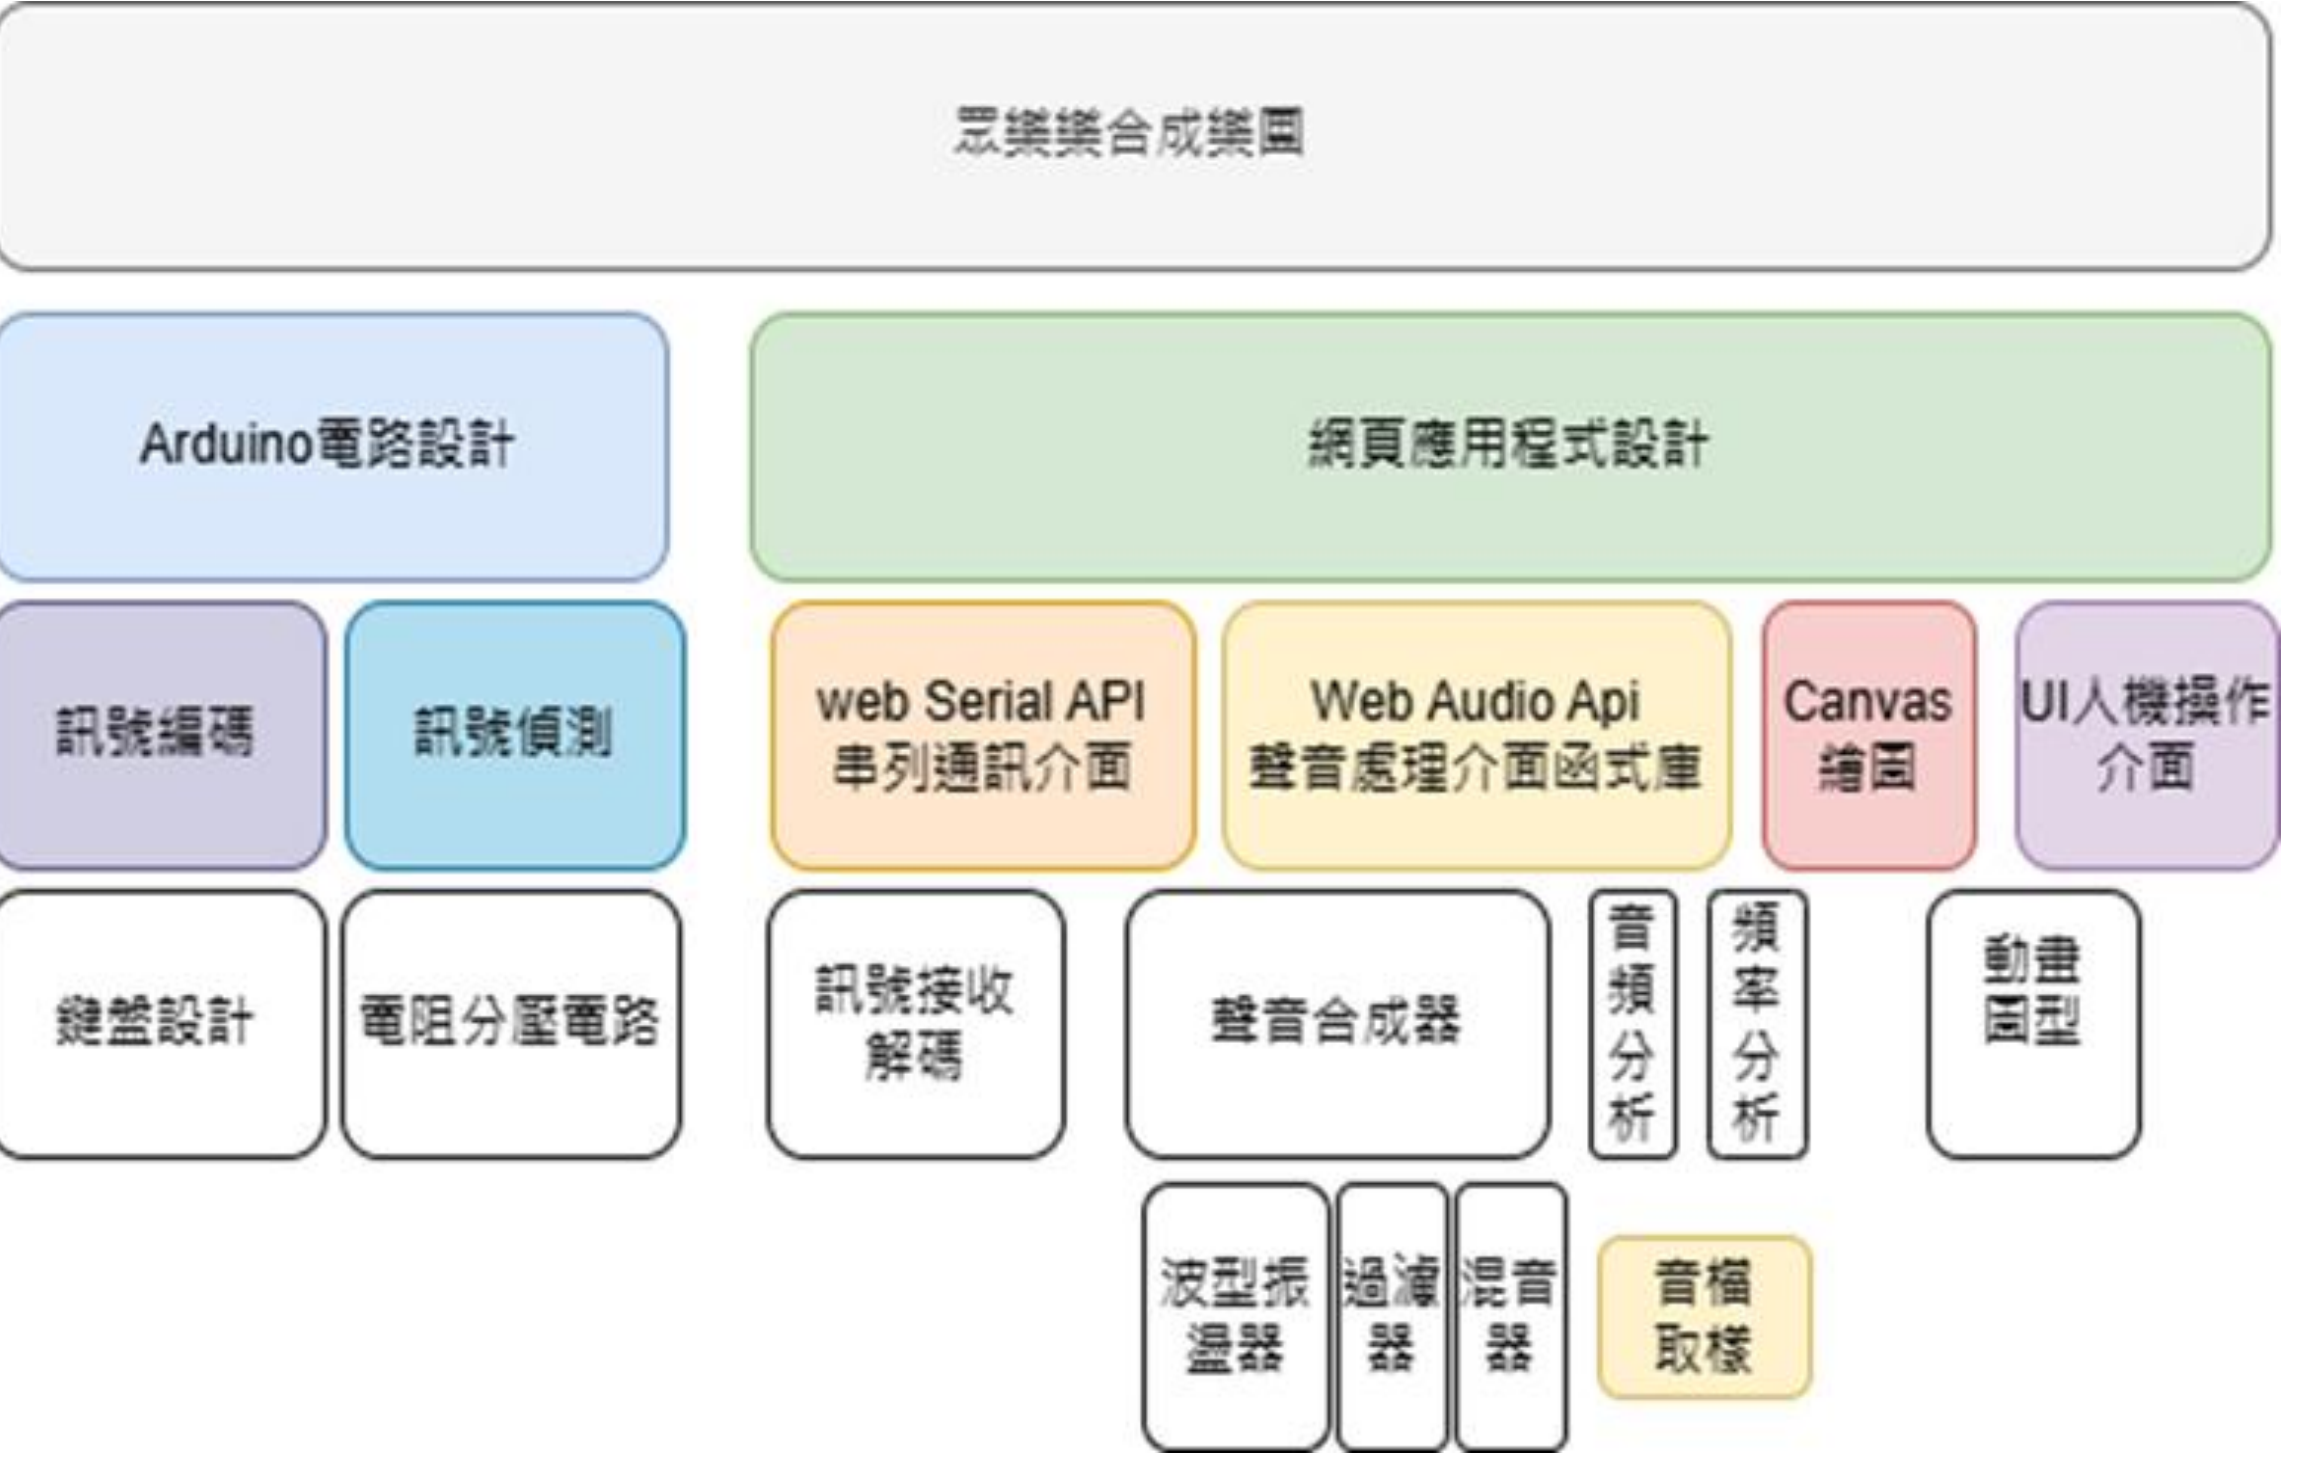 眾樂樂合成樂園
Arduino電路設計
網頁應用程式設計
訊號編碼
訊號偵測
web Serial API
串列通訊介面
Web Audio Api
聲音處理介面函式庫
Canvas
繪圖
UI人機操作
介面
鍵盤設計
電阻分壓電路
訊號接收
解碼
聲音合成器
音
頻
分
析
頻
率
分
析
動畫
圖型
波型振
盪器
過濾
器
混音
器
音檔
取樣